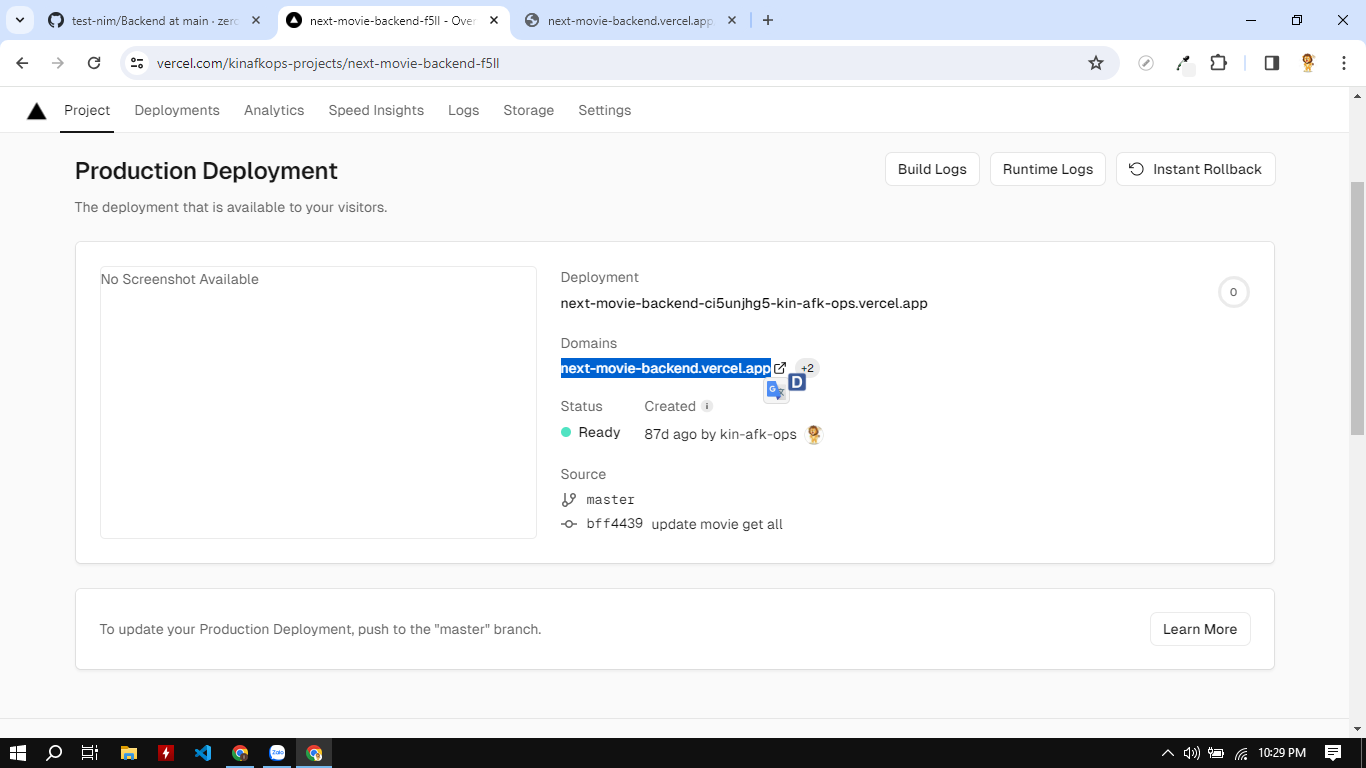 test-nim/Backend at main · zero
next-movie-backend-f5ll - Over
next-movie-backend.vercel.app
vercel.com/kinafkops-projects/next-movie-backend-f5ll
Project Deployments Analytics Speed Insights Logs Storage Settings
Production Deployment
Build Logs Runtime Logs Instant Rollback
The deployment that is available to your visitors.
No Screenshot Available
Deployment
next-movie-backend-ci5unjhg5-kin-afk-ops.vercel.app
0
Domains
next-movie-backend.vercel.app +2
G
D
Status Created
Ready 87d ago by kin-afk-ops
Source
master
bff4439 update movie get all
To update your Production Deployment, push to the "master" branch.
Learn More
Zalo
10:29 PM